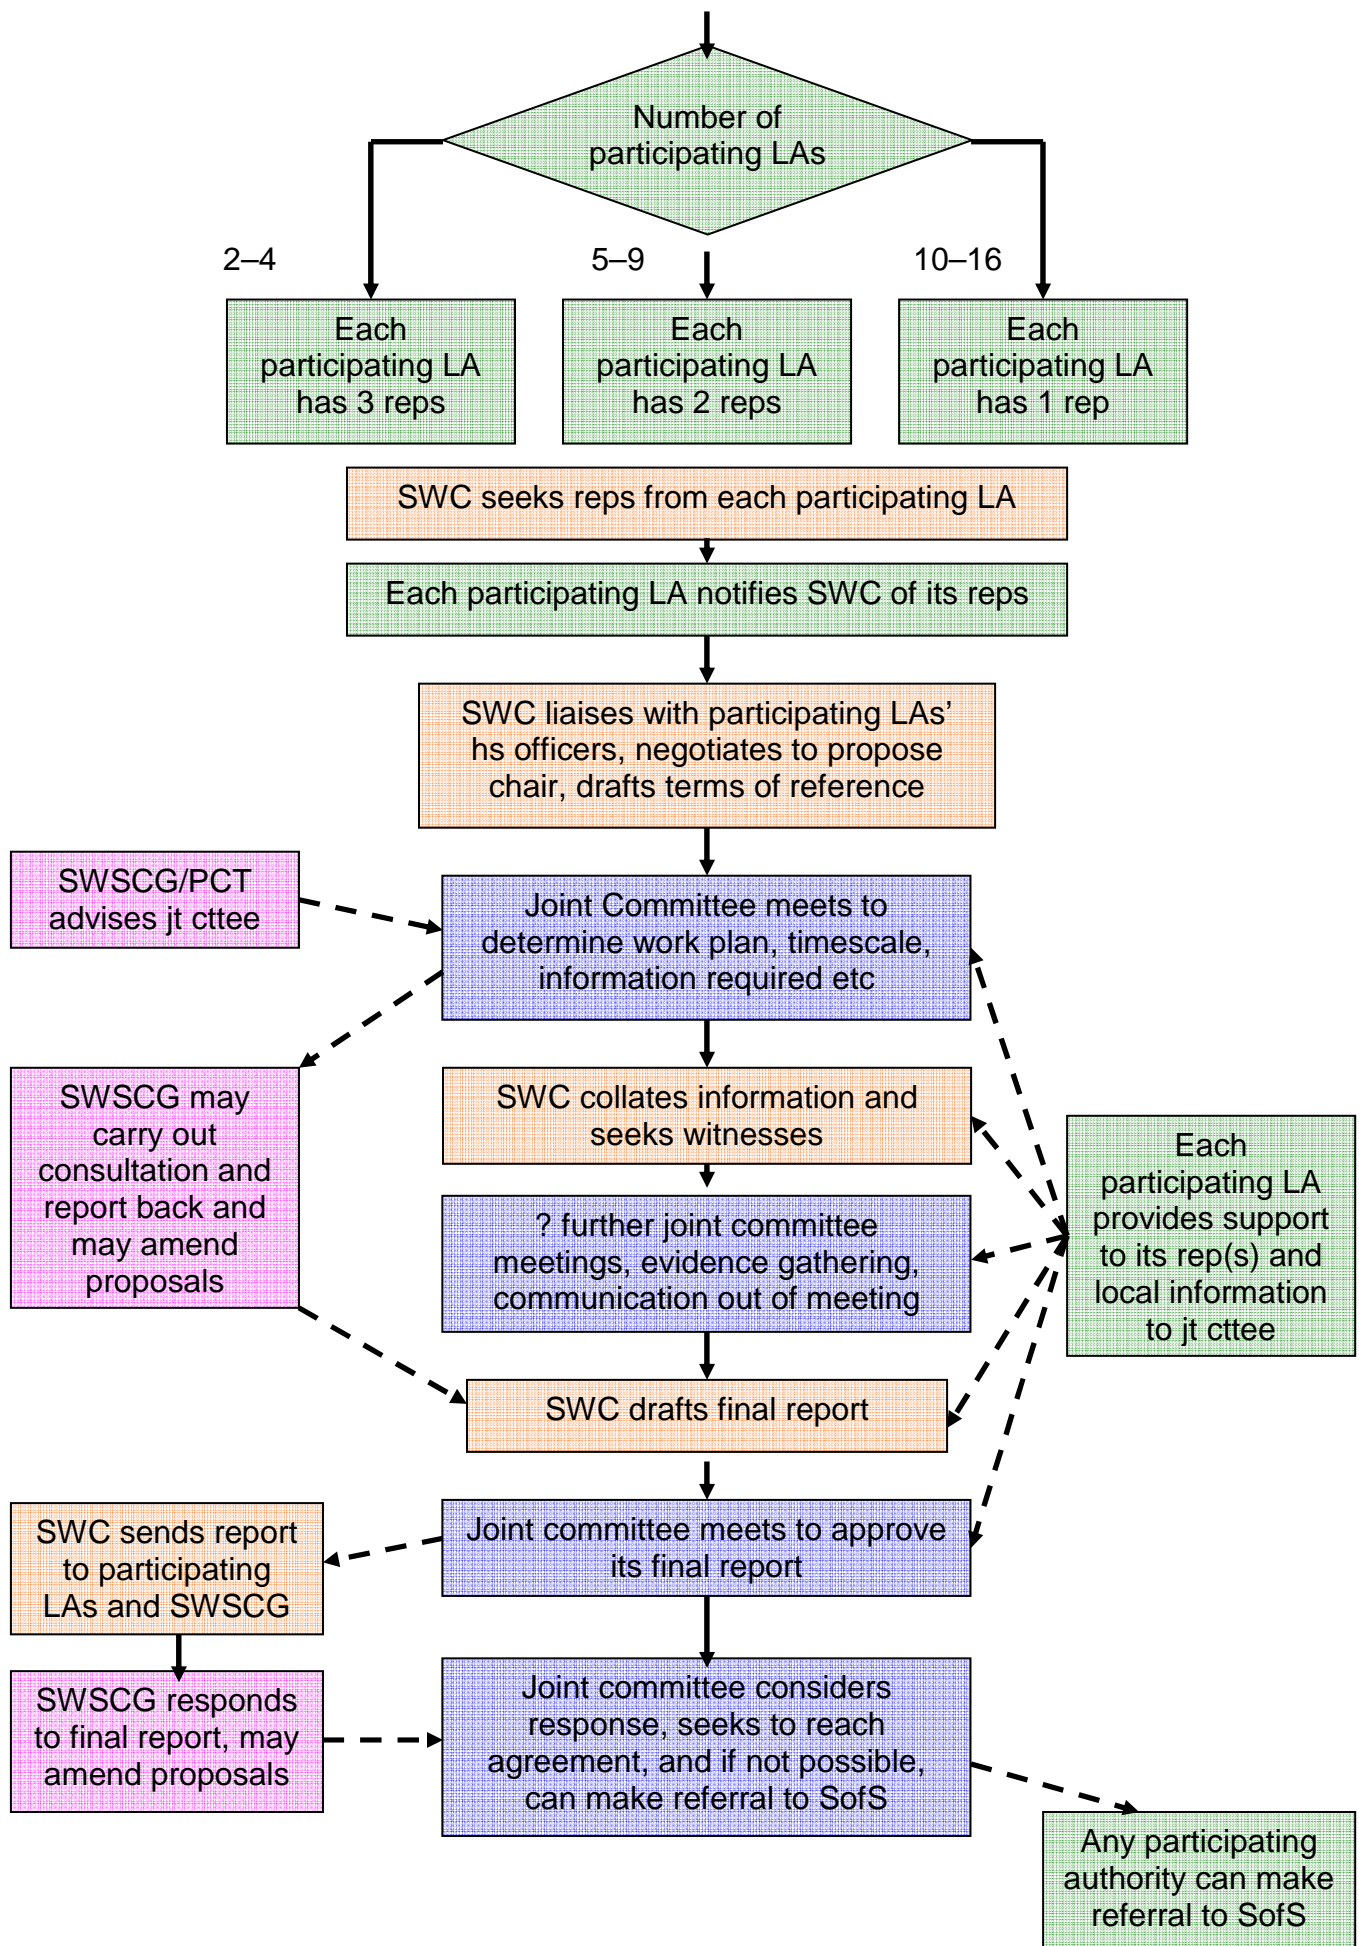 Number of
participating LAs
2–4
5–9
10–16
Each
participating LA
has 3 reps
Each
participating LA
has 2 reps
Each
participating LA
has 1 rep
SWC seeks reps from each participating LA
Each participating LA notifies SWC of its reps
SWC liaises with participating LAs’
hs officers, negotiates to propose
chair, drafts terms of reference
SWSCG/PCT
advises jt cttee
Joint Committee meets to
determine work plan, timescale,
information required etc
SWSCG may
carry out
consultation and
report back and
may amend
proposals
SWC collates information and
seeks witnesses
Each
participating LA
provides support
to its rep(s) and
local information
to jt cttee
? further joint committee
meetings, evidence gathering,
communication out of meeting
SWC drafts final report
Joint committee meets to approve
its final report
SWC sends report
to participating
LAs and SWSCG
SWSCG responds
to final report, may
amend proposals
Joint committee considers
response, seeks to reach
agreement, and if not possible,
can make referral to SofS
Any participating
authority can make
referral to SofS